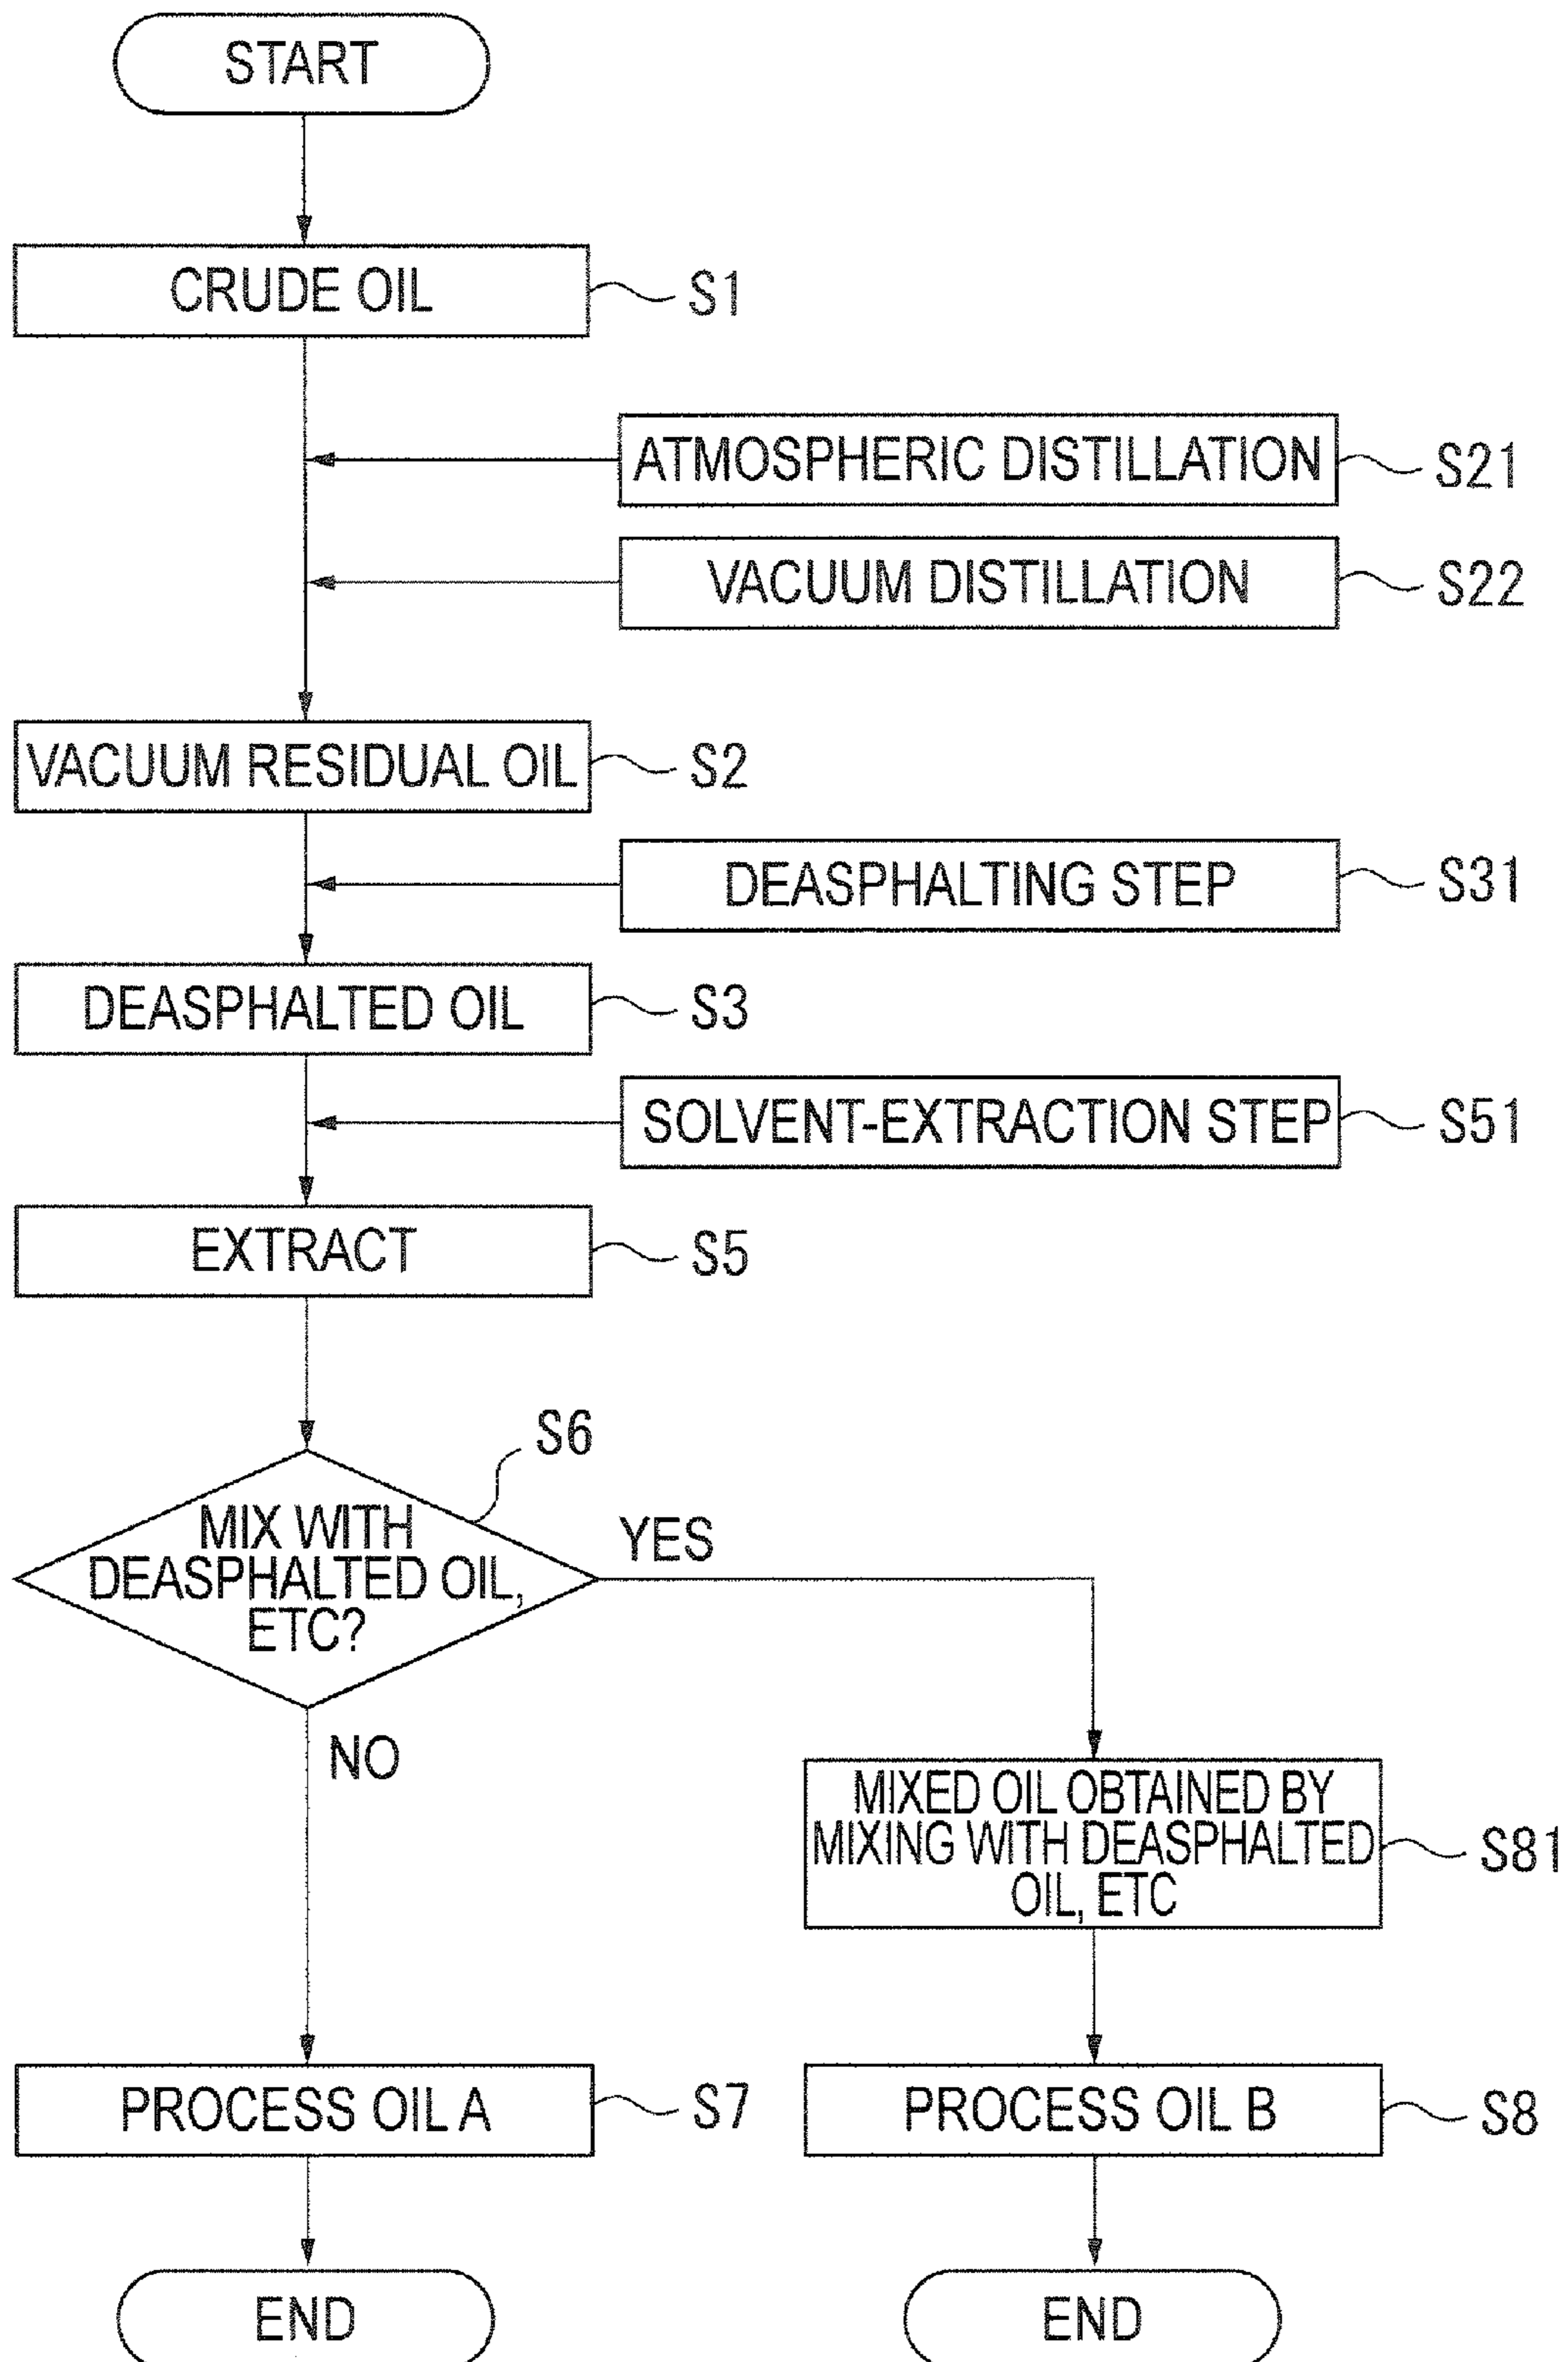 START
CRUDE OIL
S1
ATMOSPHERIC DISTILLATION
S21
VACUUM DISTILLATION
S22
VACUUM RESIDUAL OIL
S2
DEASPHALTING STEP
S31
DEASPHALTED OIL
S3
SOLVENT-EXTRACTION STEP
S51
EXTRACT
S5
S6
MIX WITH
DEASPHALTED OIL,
ETC?
YES
NO
MIXED OIL OBTAINED BY
MIXING WITH DEASPHALTED
OIL, ETC
S81
PROCESS OIL A
S7
PROCESS OIL B
S8
END
END